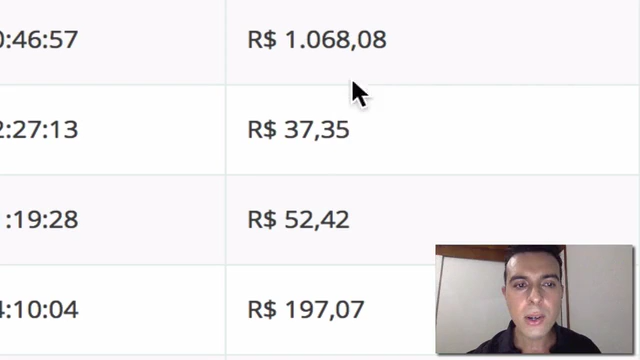 0:46:57 R$ 1.068,08
2:27:13 R$ 37,35
:19:28 R$ 52,42
4:10:04 R$ 197,07